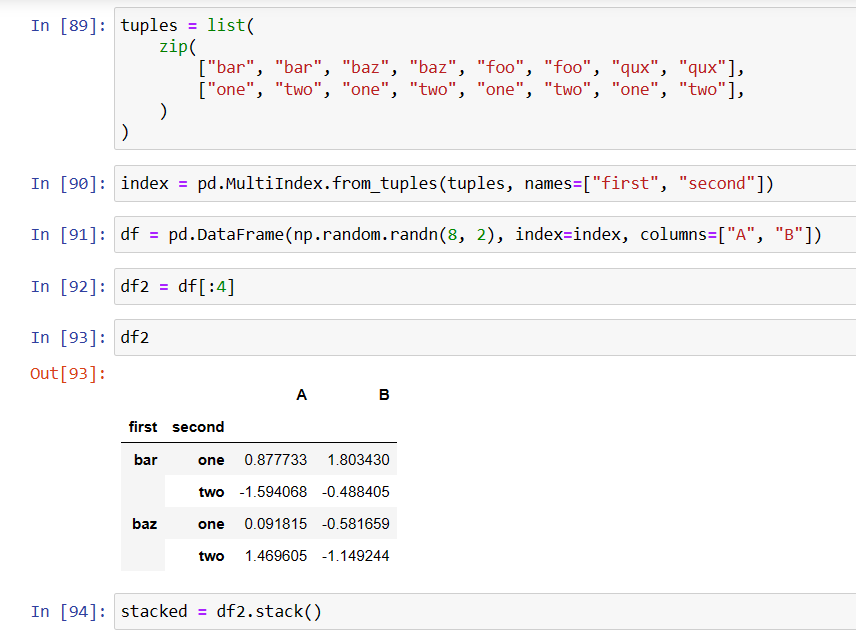 In [89]: tuples = list(
    zip(
        ["bar", "bar", "baz", "baz", "foo", "foo", "qux", "qux"],
        ["one", "two", "one", "two", "one", "two", "one", "two"],
    )
)
In [90]: index = pd.MultiIndex.from_tuples(tuples, names=["first", "second"])
In [91]: df = pd.DataFrame(np.random.randn(8, 2), index=index, columns=["A", "B"])
In [92]: df2 = df[:4]
In [93]: df2
Out[93]:
A B
first second
bar one 0.877733 1.803430
two -1.594068 -0.488405
baz one 0.091815 -0.581659
two 1.469605 -1.149244
In [94]: stacked = df2.stack()